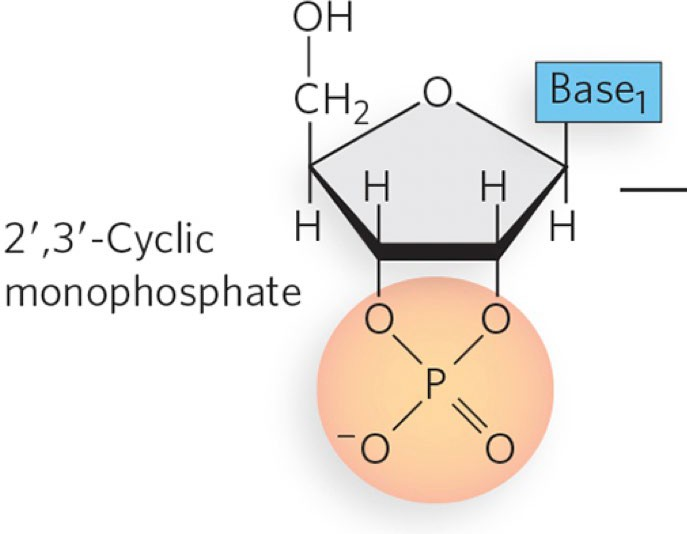 OH
CH₂
O
Base₁
H
H
H
H
2′,3′-Cyclic
monophosphate
O
O
P
⁻O
O